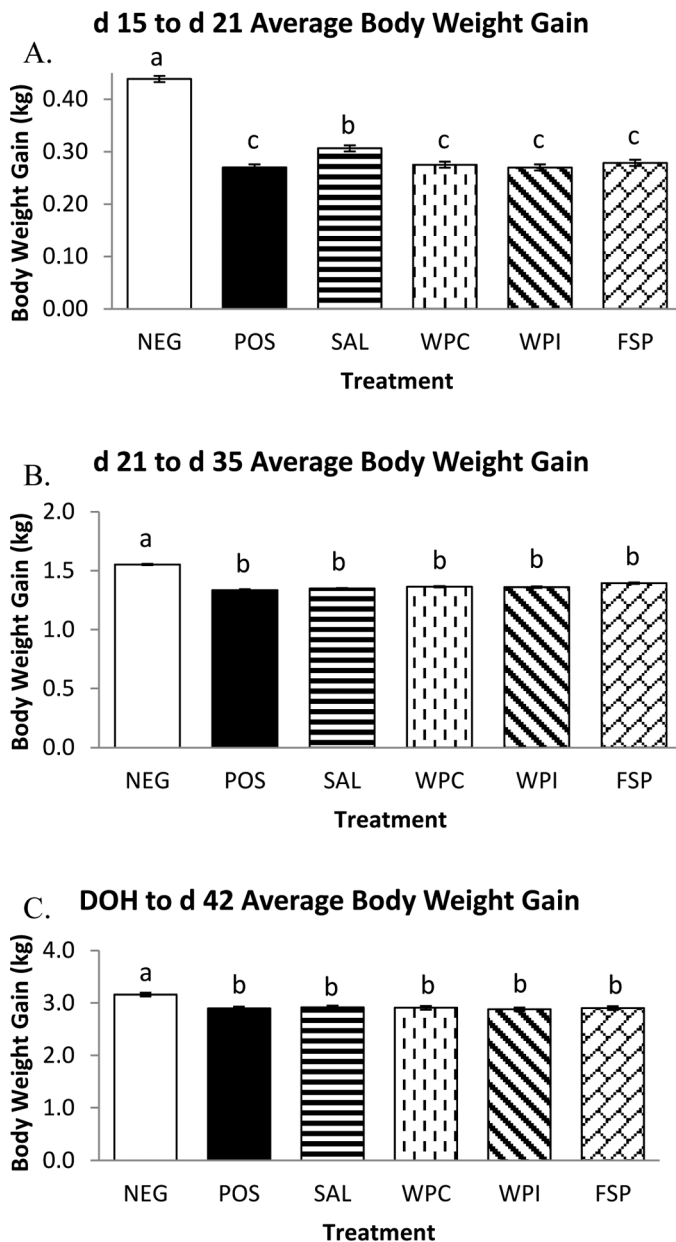 d 15 to d 21 Average Body Weight Gain
A.
Body Weight Gain (kg)
0.40
0.30
0.20
0.10
0.00
a
c
b
c
c
c
NEG POS SAL WPC WPI FSP
Treatment
d 21 to d 35 Average Body Weight Gain
B.
Body Weight Gain (kg)
2.0
1.5
1.0
0.5
0.0
a
b
b
b
b
b
NEG POS SAL WPC WPI FSP
Treatment
DOH to d 42 Average Body Weight Gain
C.
Body Weight Gain (kg)
4.0
3.0
2.0
1.0
0.0
a
b
b
b
b
b
NEG POS SAL WPC WPI FSP
Treatment